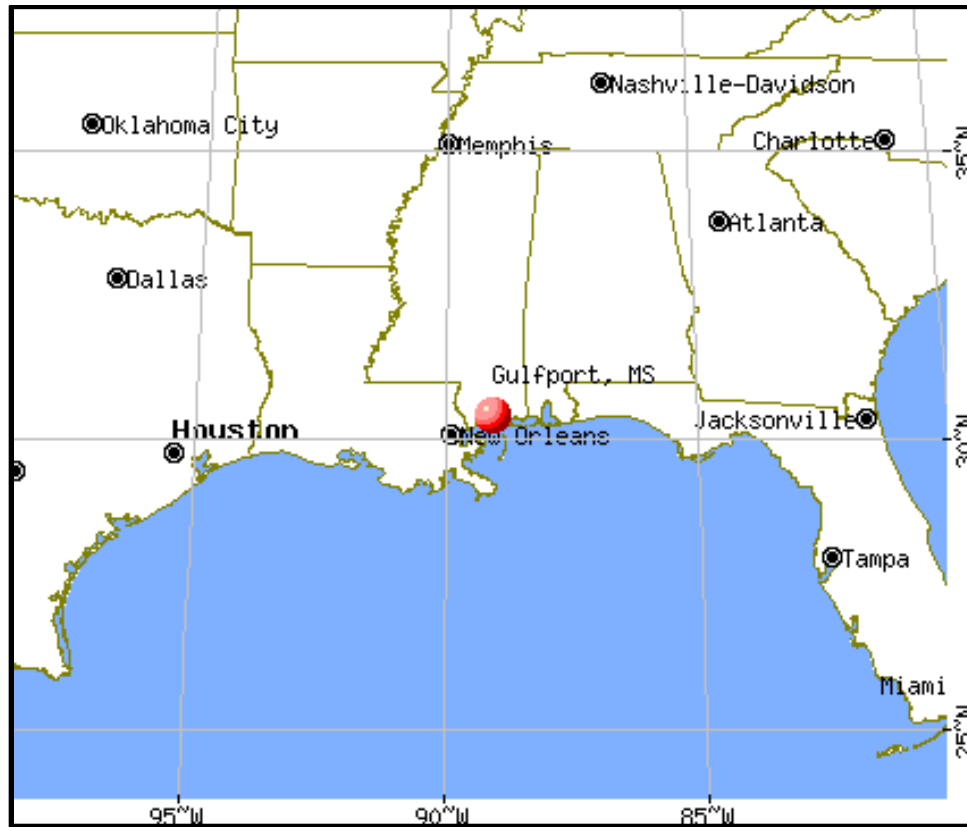 Nashville-Davidson
Oklahoma City
Memphis
Charlotte
35~N
Atlanta
Dallas
Gulfport, MS
Houston
New Orleans
Jacksonville
30~N
Tampa
Miami
25~N
95~W
90~W
85~W